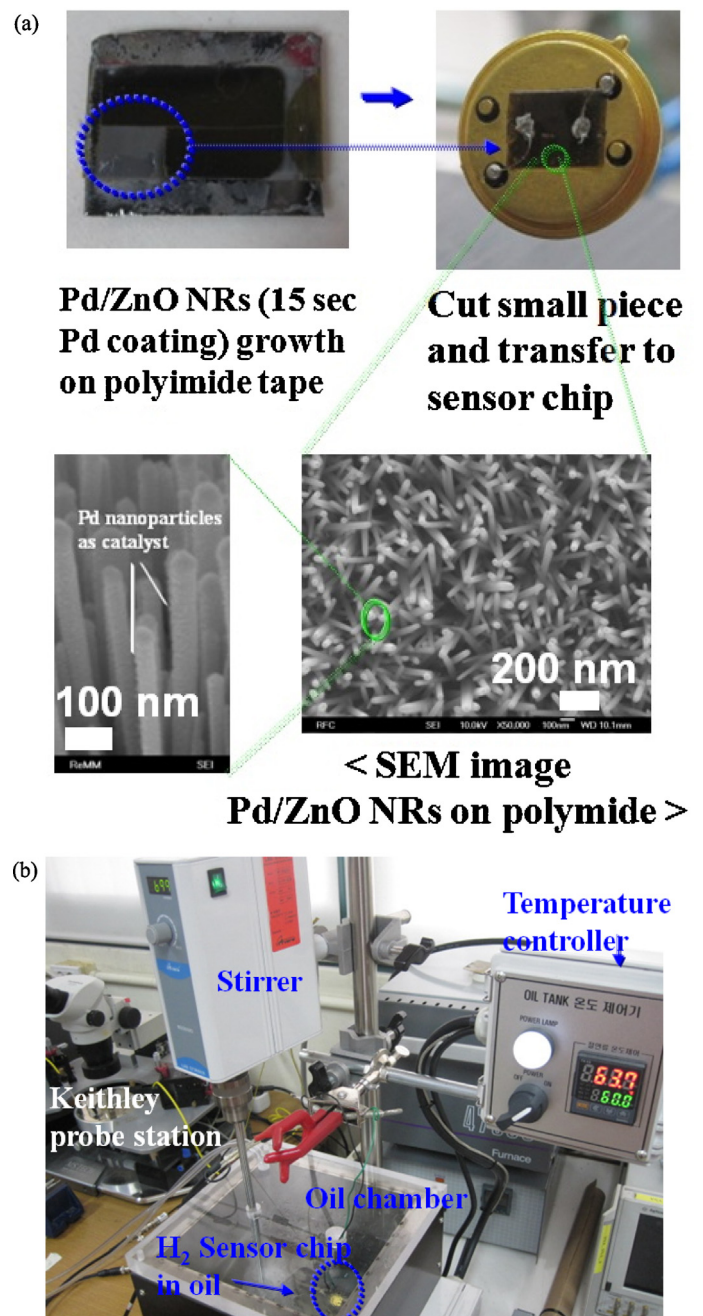 (a)
Pd/ZnO NRs (15 sec
Pd coating) growth
on polyimide tape
Cut small piece
and transfer to
sensor chip
Pd nanoparticles
as catalyst
100 nm
ReMM SEI
200 nm
RFC SEI 10.0kV X50,000 100nm WD 10.1mm
< SEM image
Pd/ZnO NRs on polymide >
(b)
699
Stirrer
Temperature
controller
OIL TANK 온도 제어기
POWER LAMP
POWER
OFF ON
63.7
60.0
Furnace
Keithley
probe station
Oil chamber
H₂ Sensor chip
in oil